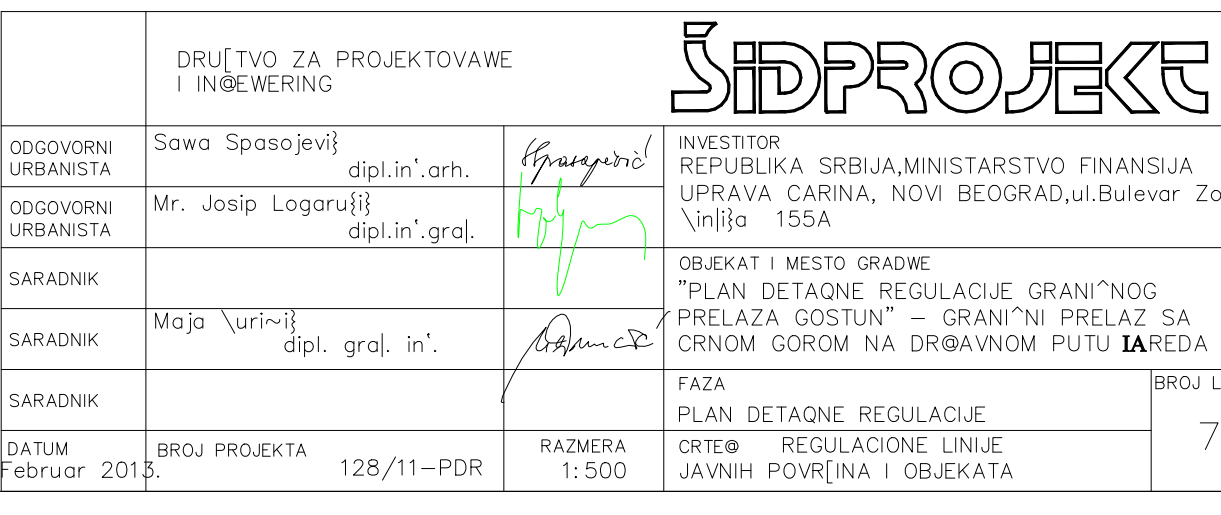 DRU[TVO ZA PROJEKTOVAWE
I IN@EWERING
ŠIDPROJEKT
ODGOVORNI
URBANISTA
Sawa Spasojevi}
dipl.in‘.arh.
INVESTITOR
REPUBLIKA SRBIJA,MINISTARSTVO FINANSIJA
UPRAVA CARINA, NOVI BEOGRAD,ul.Bulevar Zo
\in|i}a 155A
ODGOVORNI
URBANISTA
Mr. Josip Logaru{i}
dipl.in‘.gra|.
SARADNIK
OBJEKAT I MESTO GRADWE
”PLAN DETAQNE REGULACIJE GRANI^NOG
PRELAZA GOSTUN” – GRANI^NI PRELAZ SA
CRNOM GOROM NA DR@AVNOM PUTU IAREDA
SARADNIK
Maja \uri~i}
dipl. gra|. in‘.
SARADNIK
FAZA
PLAN DETAQNE REGULACIJE
BROJ L
7
DATUM
Februar 2013.
BROJ PROJEKTA
128/11–PDR
RAZMERA
1:500
CRTE@ REGULACIONE LINIJE
JAVNIH POVR[INA I OBJEKATA